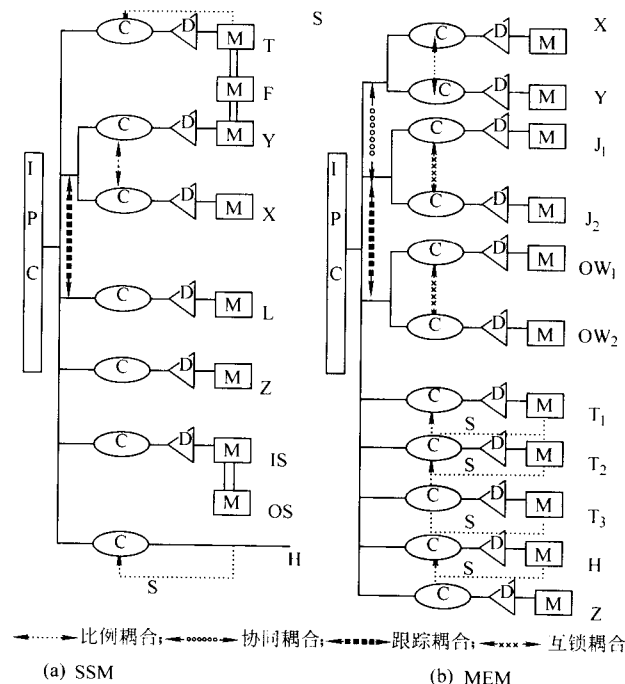 S
C D M T
M F
C D M Y
C D M X
C D M L
C D M Z
C D M IS
M OS
C H
S
I
P
C
C D M X
C D M Y
C D M J₁
C D M J₂
C D M OW₁
C D M OW₂
C D M T₁
S
C D M T₂
S
C D M T₃
S
C D M H
S
C D M Z
I
P
C
比例耦合; 协同耦合; 跟踪耦合; 互锁耦合
(a) SSM
(b) MEM